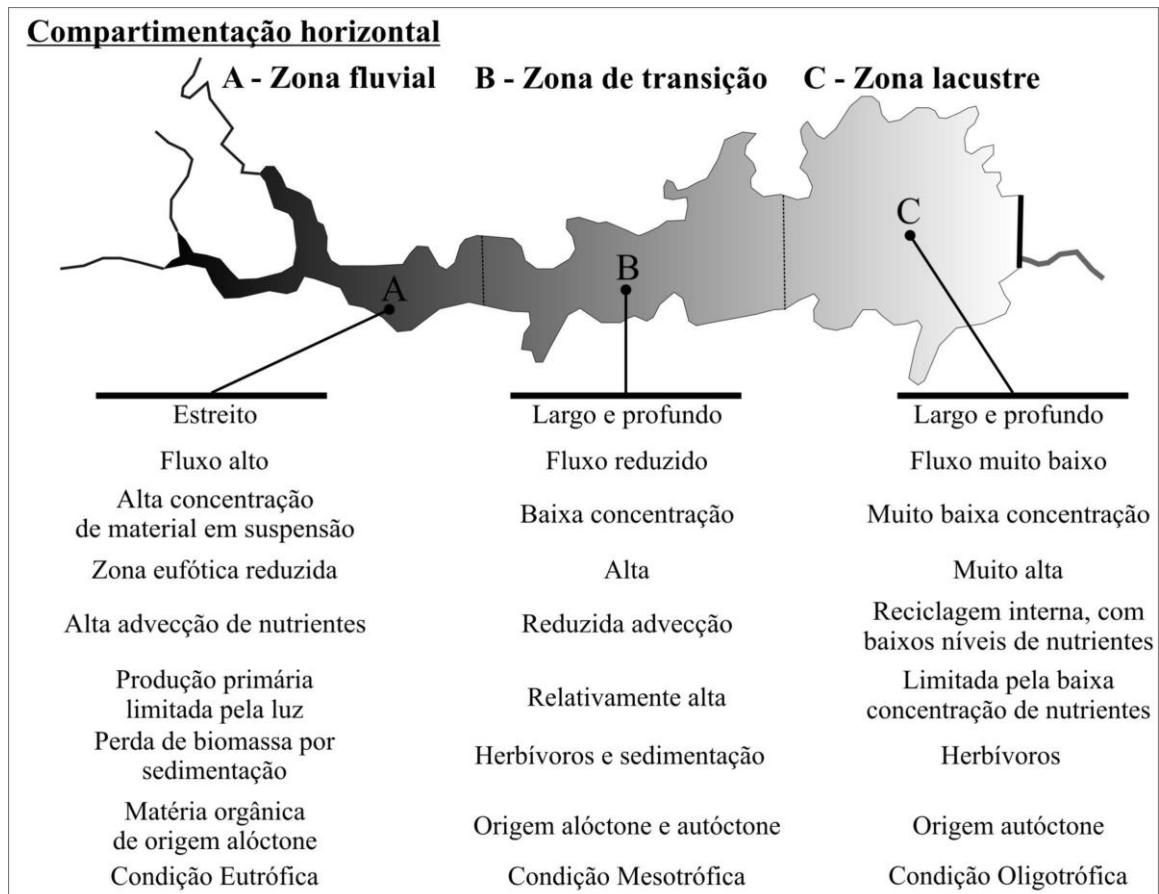 Compartimentação horizontal
A - Zona fluvial
B - Zona de transição
C - Zona lacustre
A
B
C
Estreito
Largo e profundo
Largo e profundo
Fluxo alto
Fluxo reduzido
Fluxo muito baixo
Alta concentração
de material em suspensão
Baixa concentração
Muito baixa concentração
Zona eufótica reduzida
Alta
Muito alta
Alta advecção de nutrientes
Reduzida advecção
Reciclagem interna, com
baixos níveis de nutrientes
Produção primária
limitada pela luz
Relativamente alta
Limitada pela baixa
concentração de nutrientes
Perda de biomassa por
sedimentação
Herbívoros e sedimentação
Herbívoros
Matéria orgânica
de origem alóctone
Origem alóctone e autóctone
Origem autóctone
Condição Eutrófica
Condição Mesotrófica
Condição Oligotrófica